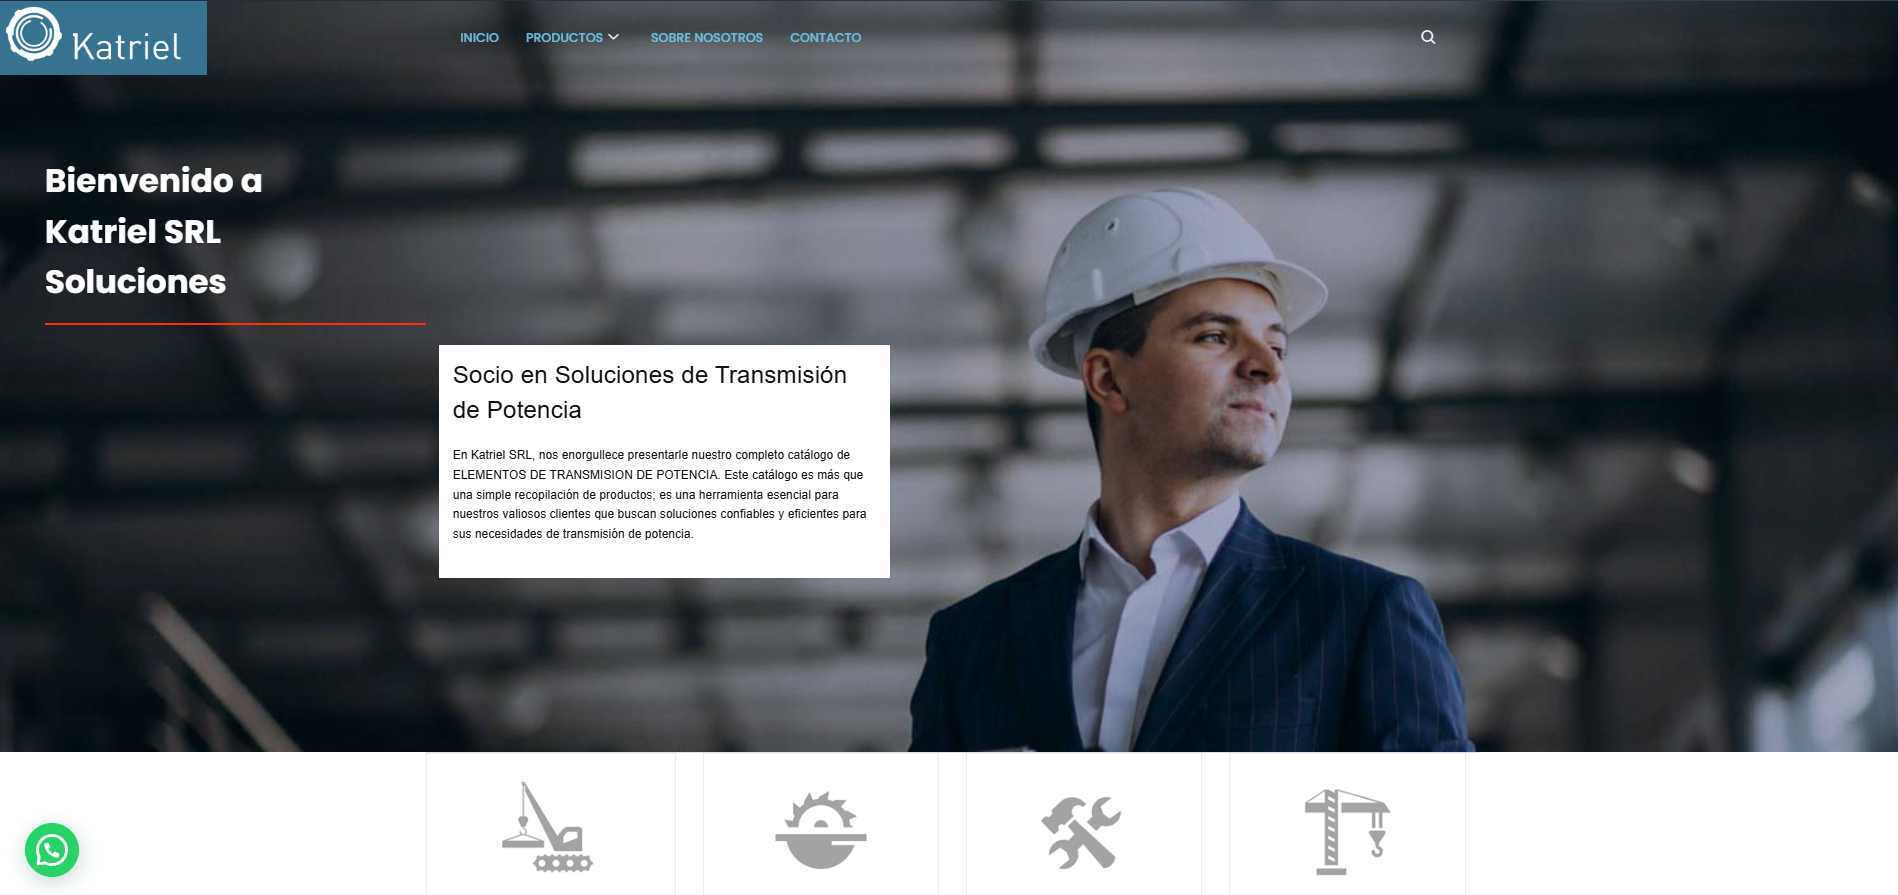 Katriel
INICIO
PRODUCTOS
SOBRE NOSOTROS
CONTACTO
Bienvenido a
Katriel SRL
Soluciones
Socio en Soluciones de Transmisión
de Potencia
En Katriel SRL, nos enorgullece presentarle nuestro completo catálogo de
ELEMENTOS DE TRANSMISION DE POTENCIA. Este catálogo es más que
una simple recopilación de productos; es una herramienta esencial para
nuestros valiosos clientes que buscan soluciones confiables y eficientes para
sus necesidades de transmisión de potencia.